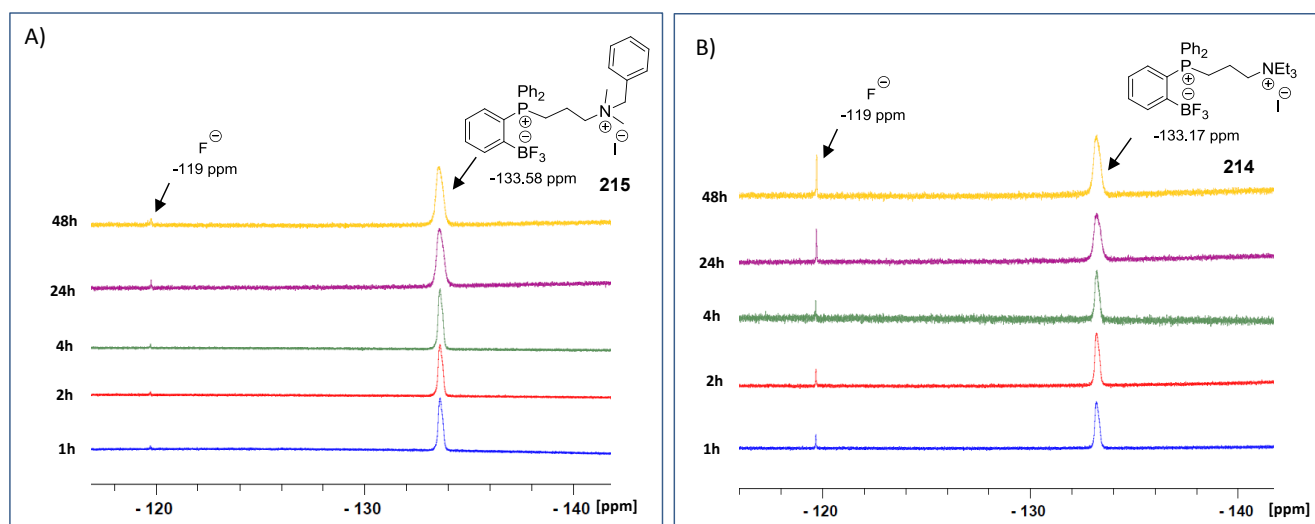 A)
Ph2
P
+
−
BF3
N
+
I−
F⊖
-119 ppm
-133.58 ppm
215
48h
24h
4h
2h
1h
- 120
- 130
- 140
[ppm]
B)
Ph2
P
+
−
BF3
NEt3
+
I−
F⊖
-119 ppm
-133.17 ppm
214
48h
24h
4h
2h
1h
- 120
- 130
- 140
[ppm]